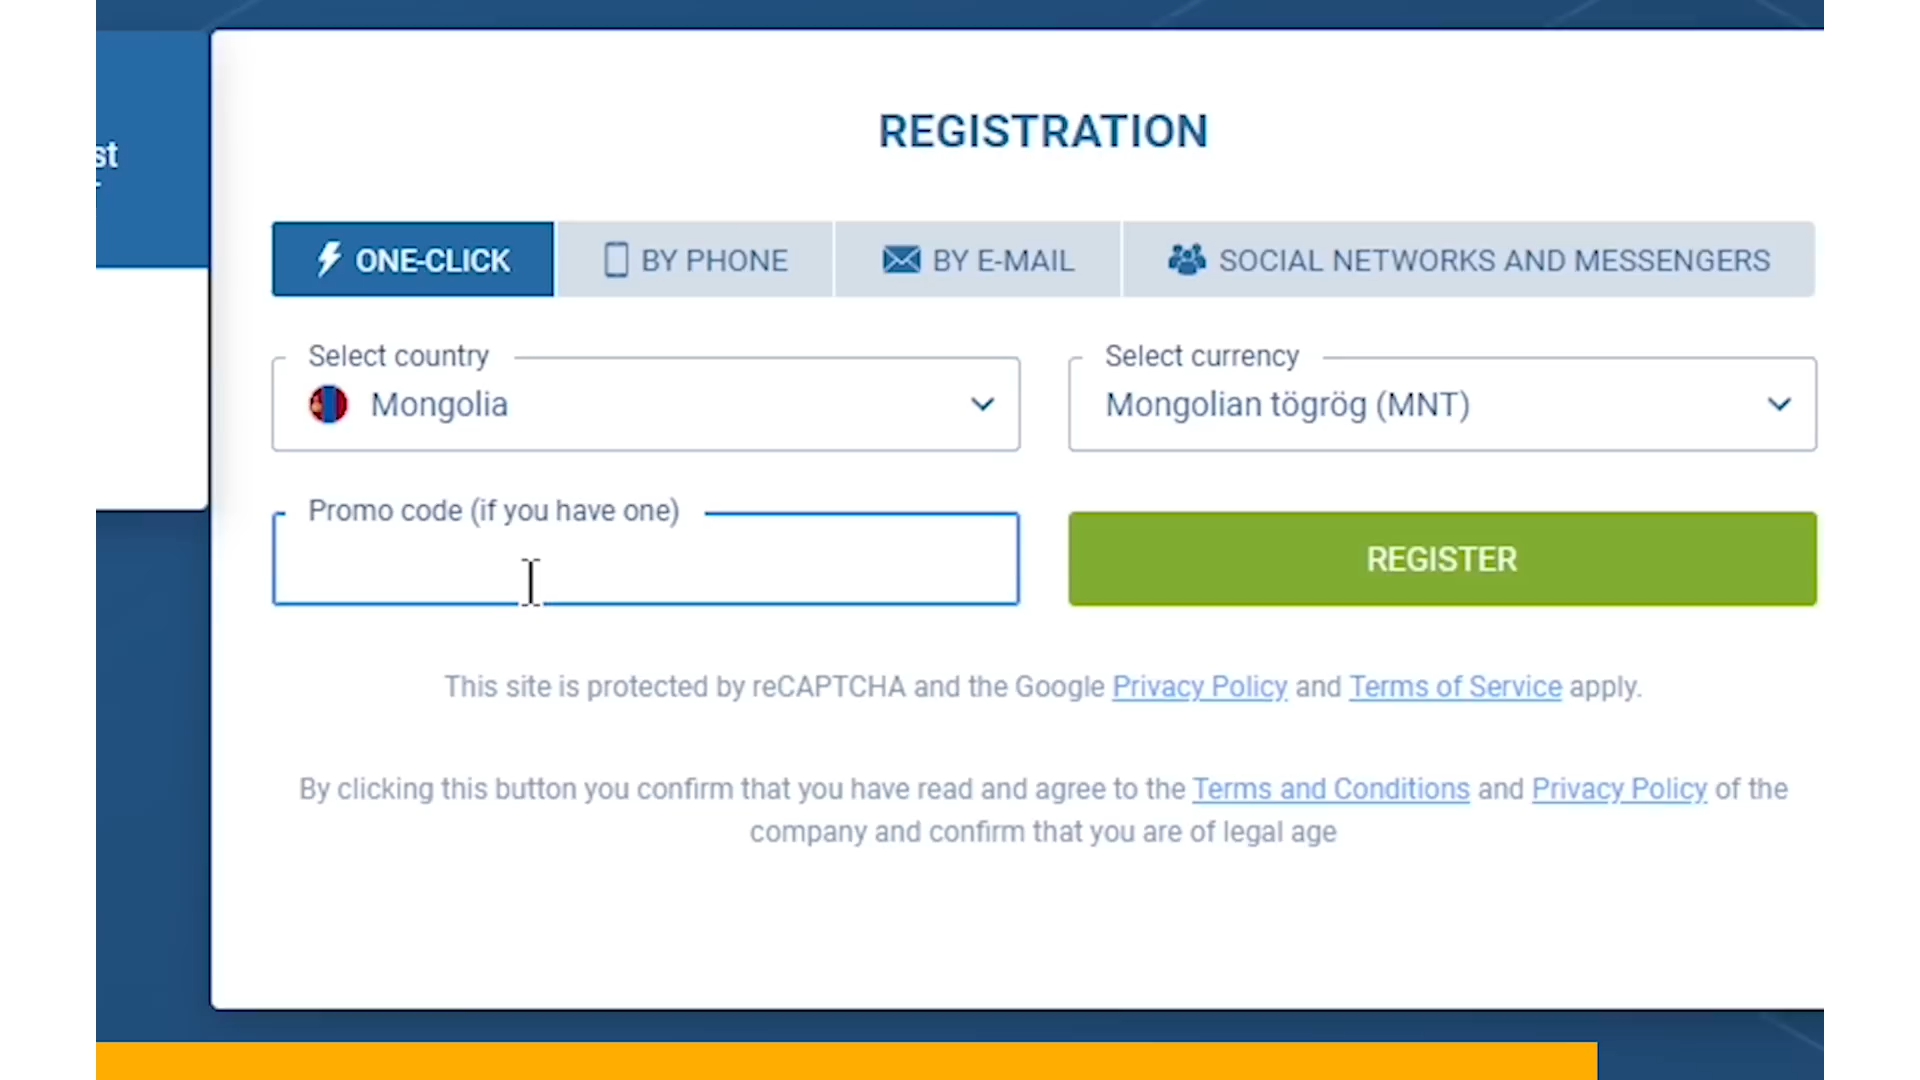 st
REGISTRATION
ONE-CLICK
BY PHONE
BY E-MAIL
SOCIAL NETWORKS AND MESSENGERS
Select country
Mongolia
Select currency
Mongolian tögrög (MNT)
Promo code (if you have one)
REGISTER
This site is protected by reCAPTCHA and the Google Privacy Policy and Terms of Service apply.
By clicking this button you confirm that you have read and agree to the Terms and Conditions and Privacy Policy of the
company and confirm that you are of legal age